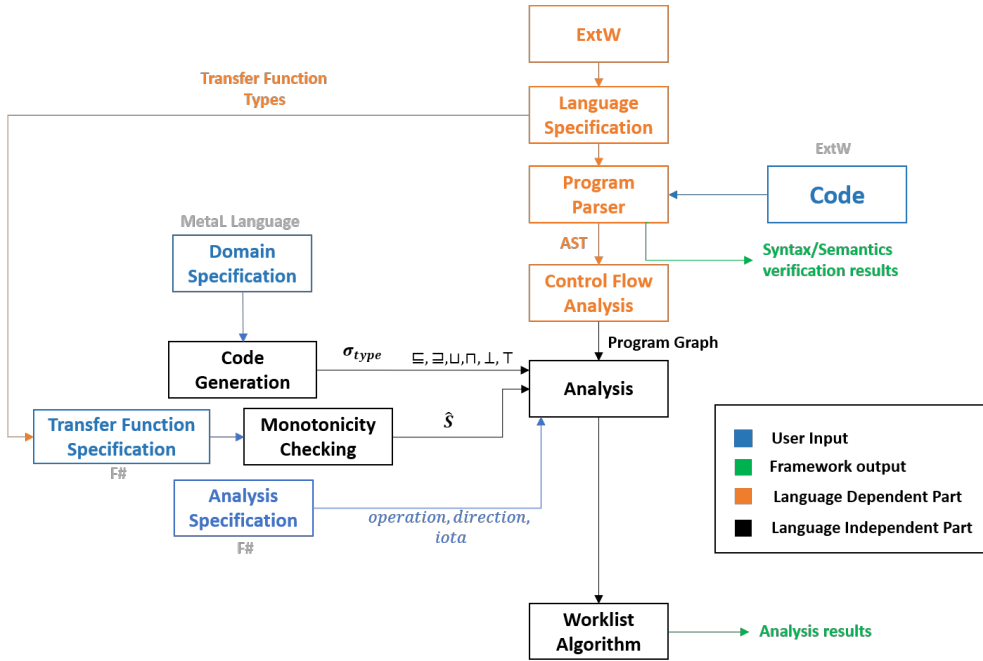 ExtW
Transfer Function
Types
Language
Specification
ExtW
Program
Parser
Code
MetaL Language
Domain
Specification
AST
Syntax/Semantics
verification results
Control Flow
Analysis
Program Graph
Code
Generation
σ_type
⊑, ⊒,⊔,⊓, ⊥, ⊤
Analysis
Transfer Function
Specification
F#
Monotonicity
Checking
Ŝ
Analysis
Specification
F#
operation, direction,
iota
User Input
Framework output
Language Dependent Part
Language Independent Part
Worklist
Algorithm
Analysis results